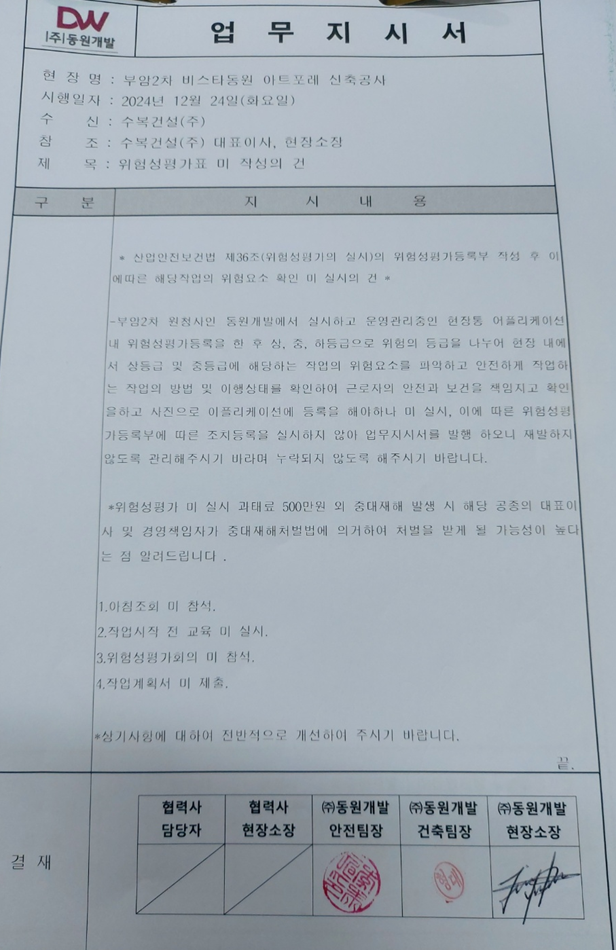 DW
(주)동원개발
업 무 지 시 서
현 장 명 : 부암2차 비스타동원 아트포레 신축공사
시행일자 : 2024년 12월 24일(화요일)
수 신 : 수복건설(주)
참 조 : 수복건설(주) 대표이사, 현장소장
제 목 : 위험성평가표 미 작성의 건
구 분 지 시 내 용
* 산업안전보건법 제36조(위험성평가의 실시)의 위험성평가등록부 작성 후 이
에따른 해당작업의 위험요소 확인 미 실시의 건 *
-부암2차 원청사인 동원개발에서 실시하고 운영관리중인 현장통 어플리케이션
내 위험성평가등록을 한 후 상, 중, 하등급으로 위험의 등급을 나누어 현장 내에
서 상등급 및 중등급에 해당하는 작업의 위험요소를 파악하고 안전하게 작업하
는 작업의 방법 및 이행상태를 확인하여 근로자의 안전과 보건을 책임지고 확인
을하고 사진으로 어플리케이션에 등록을 해야하나 미 실시, 이에 따른 위험성평
가등록부에 따른 조치등록을 실시하지 않아 업무지시서를 발행 하오니 재발하지
않도록 관리해주시기 바라며 누락되지 않도록 해주시기 바랍니다.
*위험성평가 미 실시 과태료 500만원 외 중대재해 발생 시 해당 공종의 대표이
사 및 경영책임자가 중대재해처벌법에 의거하여 처벌을 받게 될 가능성이 높다
는 점 알려드립니다 .
1.아침조회 미 참석.
2.작업시작 전 교육 미 실시.
3.위험성평가회의 미 참석.
4.작업계획서 미 제출.
*상기사항에 대하여 전반적으로 개선하여 주시기 바랍니다.
끝.
결 재
협력사 협력사 ㈜동원개발 ㈜동원개발 ㈜동원개발
담당자 현장소장 안전팀장 건축팀장 현장소장